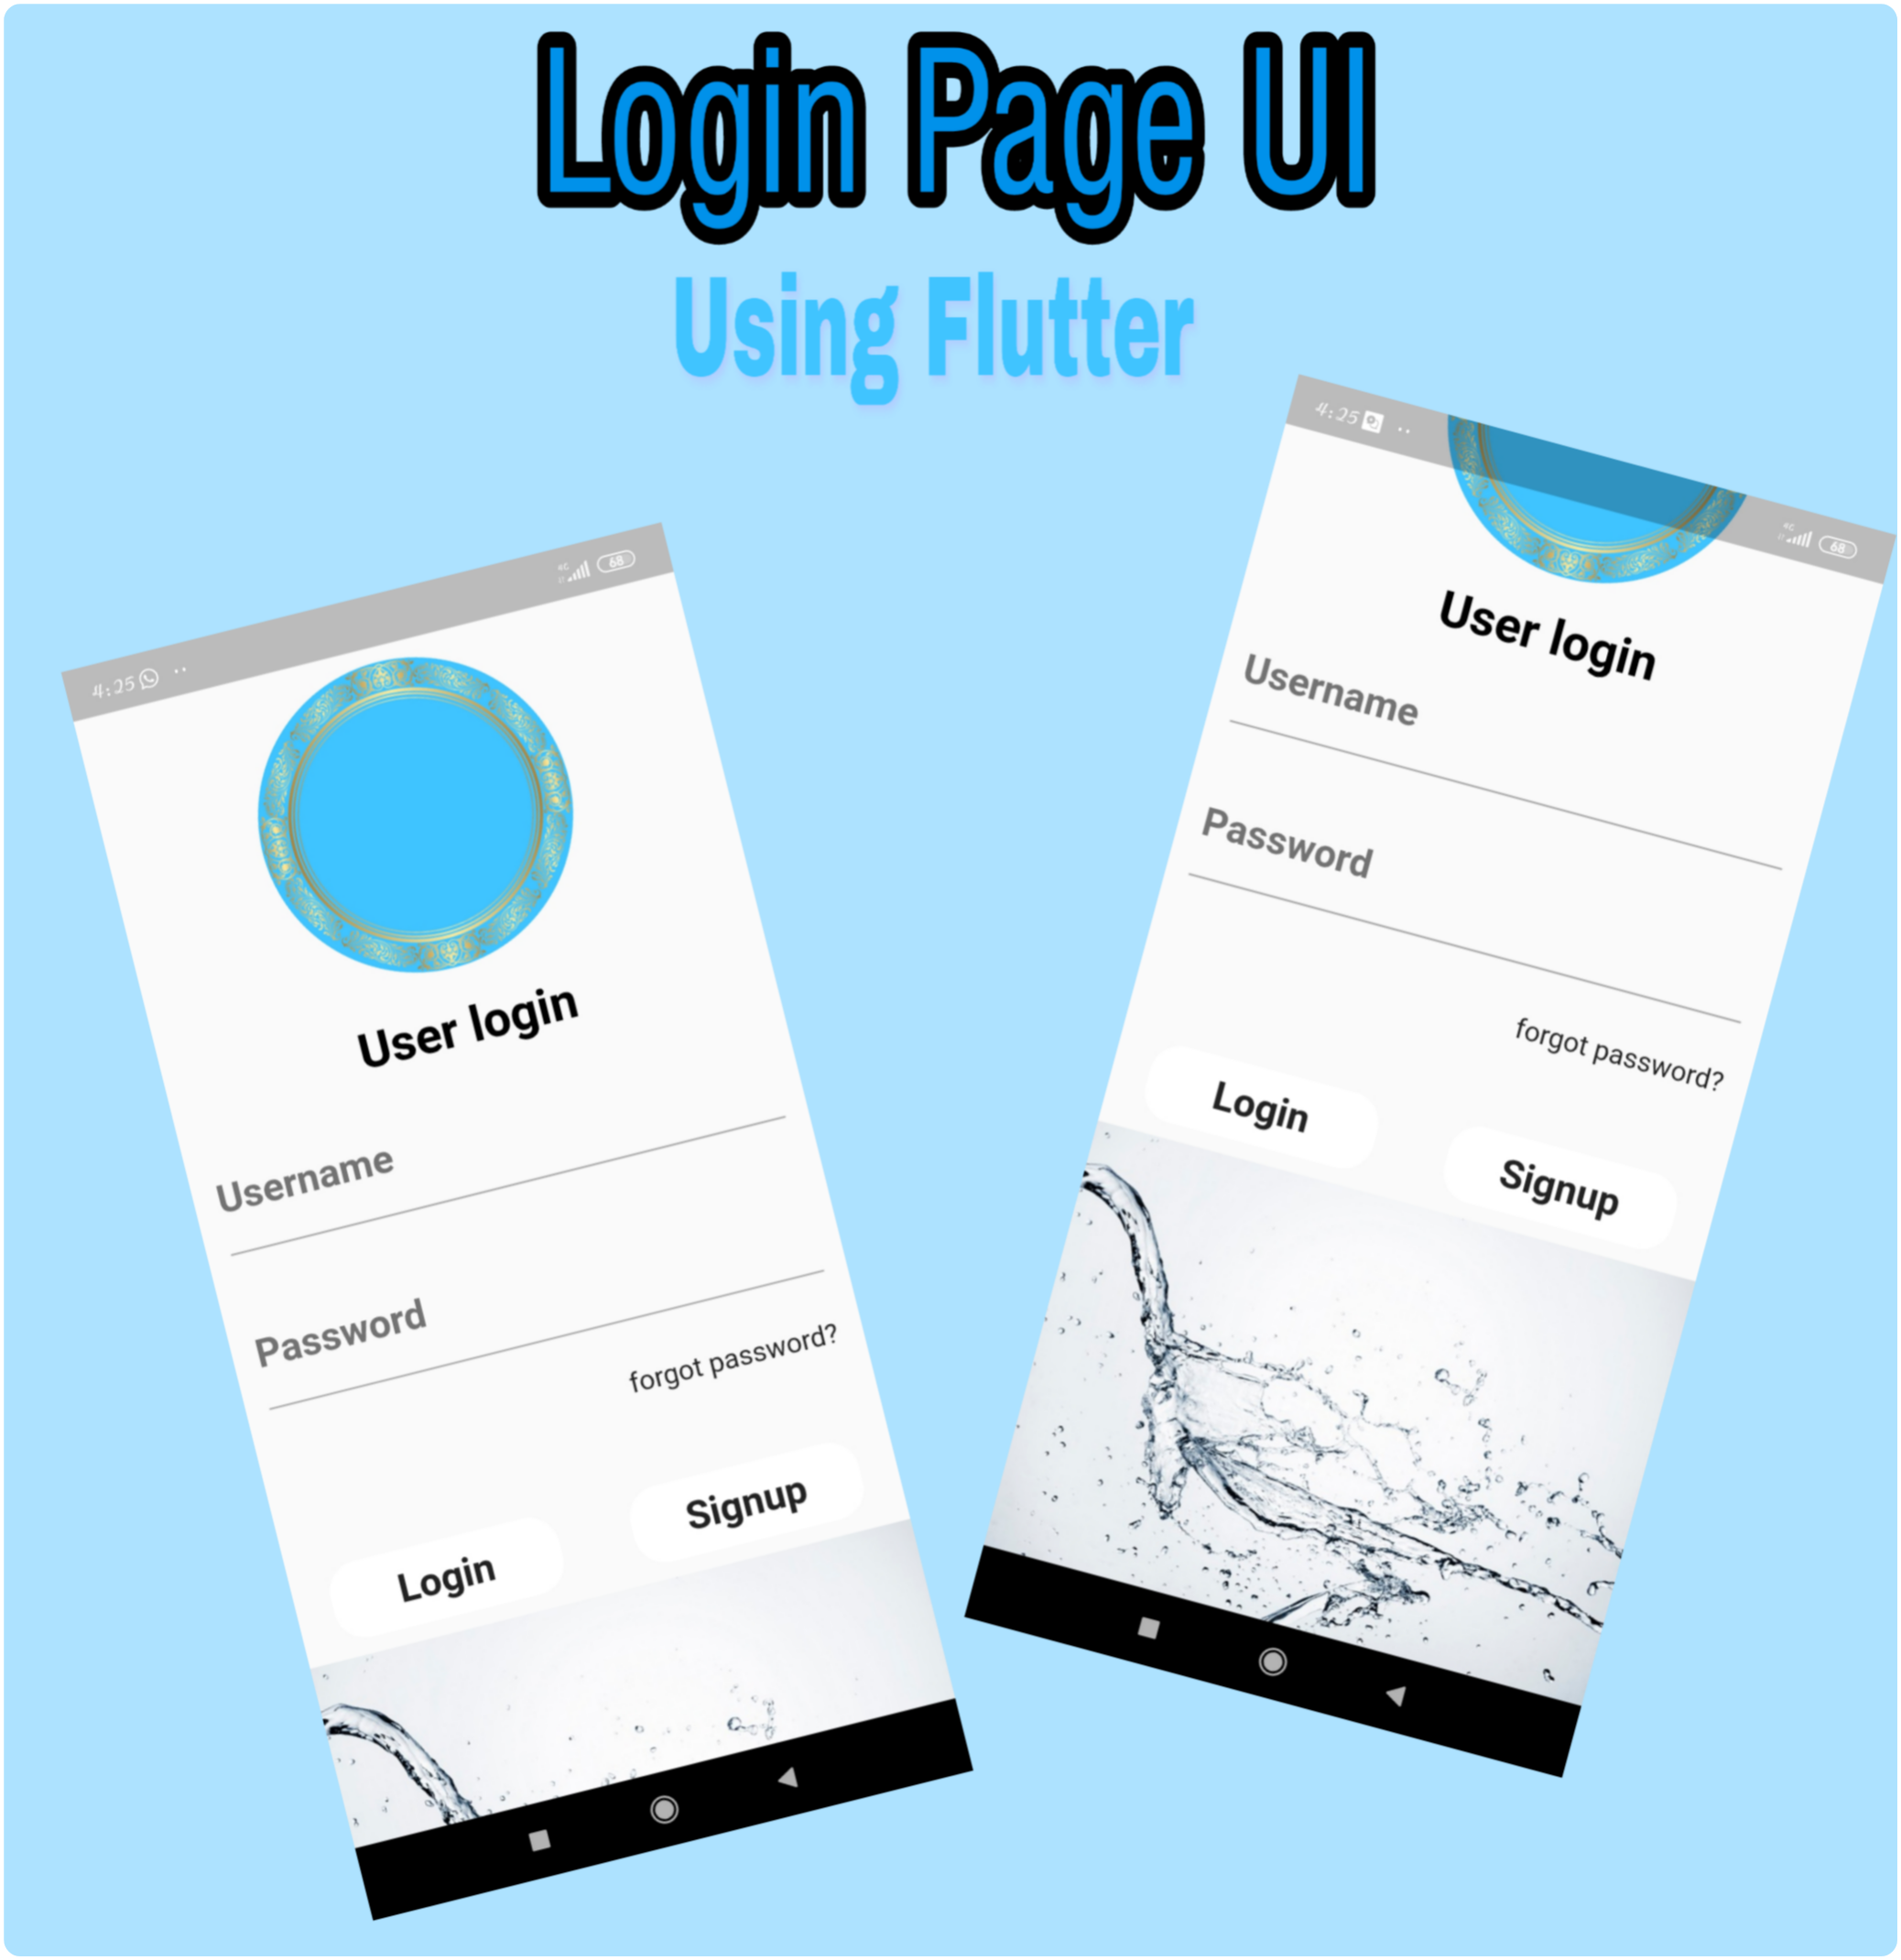 Login Page UI
Using Flutter
4:25
68
User login
Username
Password
forgot password?
Login
Signup
4:25
68
User login
Username
Password
forgot password?
Login
Signup